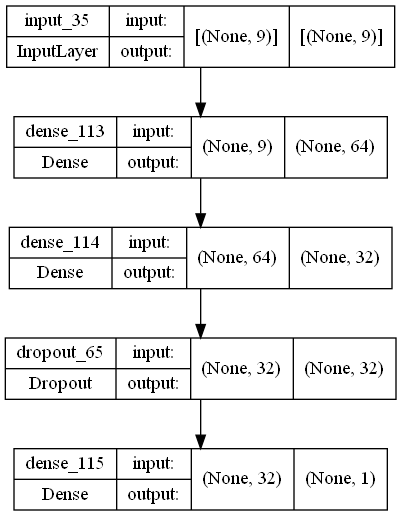 input_35 input: [(None, 9)] [(None, 9)]
InputLayer output:
dense_113 input: (None, 9) (None, 64)
Dense output:
dense_114 input: (None, 64) (None, 32)
Dense output:
dropout_65 input: (None, 32) (None, 32)
Dropout output:
dense_115 input: (None, 32) (None, 1)
Dense output: